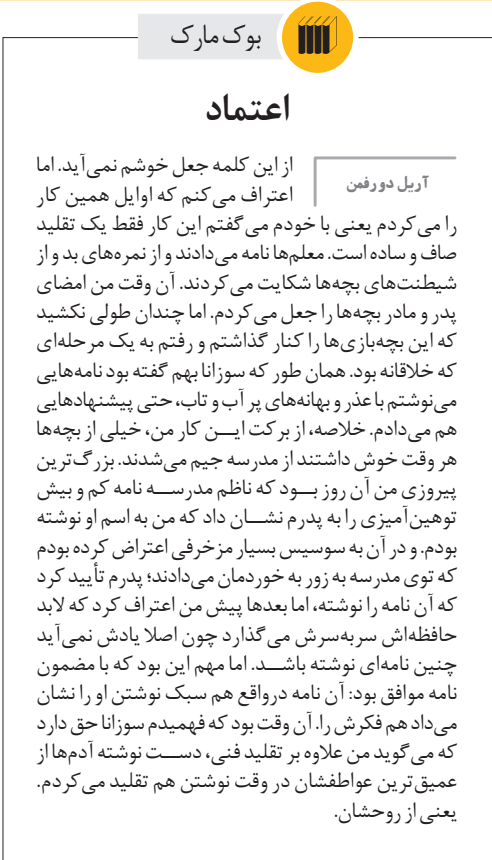 بوک مارک
اعتماد
آریل دورفمن
از این کلمه جعل خوشم نمی‌آید. اما
اعتراف می‌کنم که اوایل همین کار
را می‌کردم یعنی با خودم می‌گفتم این کار فقط یک تقلید
صاف و ساده است. معلم‌ها نامه می‌دادند و از نمره‌های بد و از
شیطنت‌های بچه‌ها شکایت می‌کردند. آن وقت من امضای
پدر و مادر بچه‌ها را جعل می‌کردم. اما چندان طولی نکشید
که این بچه‌بازی‌ها را کنار گذاشتم و رفتم به یک مرحله‌ای
که خلاقانه بود. همان طور که سوزانا بهم گفته بود نامه‌هایی
می‌نوشتم با عذر و بهانه‌های پر آب و تاب، حتی پیشنهادهایی
هم می‌دادم. خلاصه، از برکت ایـن کار من، خیلی از بچه‌ها
هر وقت خوش داشتند از مدرسه جیم می‌شدند. بزرگ‌ترین
پیروزی من آن روز بـود که ناظم مدرسـه نامه کم و بیش
توهین‌آمیزی را به پدرم نشـان داد که من به اسم او نوشته
بودم. و در آن به سوسیس بسیار مزخرفی اعتراض کرده بودم
که توی مدرسه به زور به خوردمان می‌دادند؛ پدرم تأیید کرد
که آن نامه را نوشته، اما بعدها پیش من اعتراف کرد که لابد
حافظه‌اش سربه‌سرش می‌گذارد چون اصلا یادش نمی‌آید
چنین نامه‌ای نوشته باشـد. اما مهم این بود که با مضمون
نامه موافق بود: آن نامه درواقع هم سبک نوشتن او را نشان
می‌داد هم فکرش را. آن وقت بود که فهمیدم سوزانا حق دارد
که می‌گوید من علاوه بر تقلید فنی، دسـت نوشته آدم‌ها از
عمیق‌ترین عواطفشان در وقت نوشتن هم تقلید می‌کردم.
یعنی از روحشان.